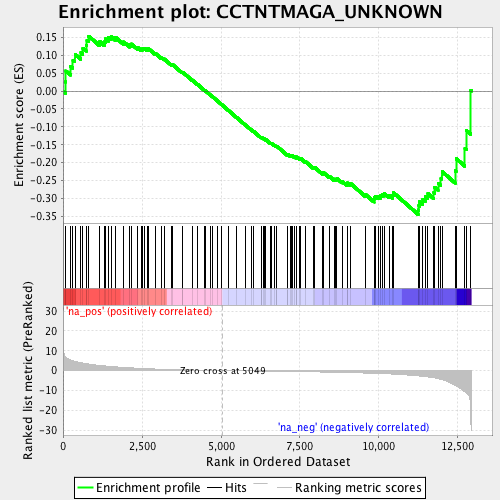 Enrichment plot: CCTNTMAGA_UNKNOWN
Enrichment score (ES)
0.15
0.10
0.05
0.00
-0.05
-0.10
-0.15
-0.20
-0.25
-0.30
-0.35
Ranked list metric (PreRanked)
'na_pos' (positively correlated)
30
20
10
0
-10
-20
-30
Zero cross at 5049
'na_neg' (negatively correlated)
0
2,500
5,000
7,500
10,000
12,500
Rank in Ordered Dataset
Enrichment profile
Hits
Ranking metric scores